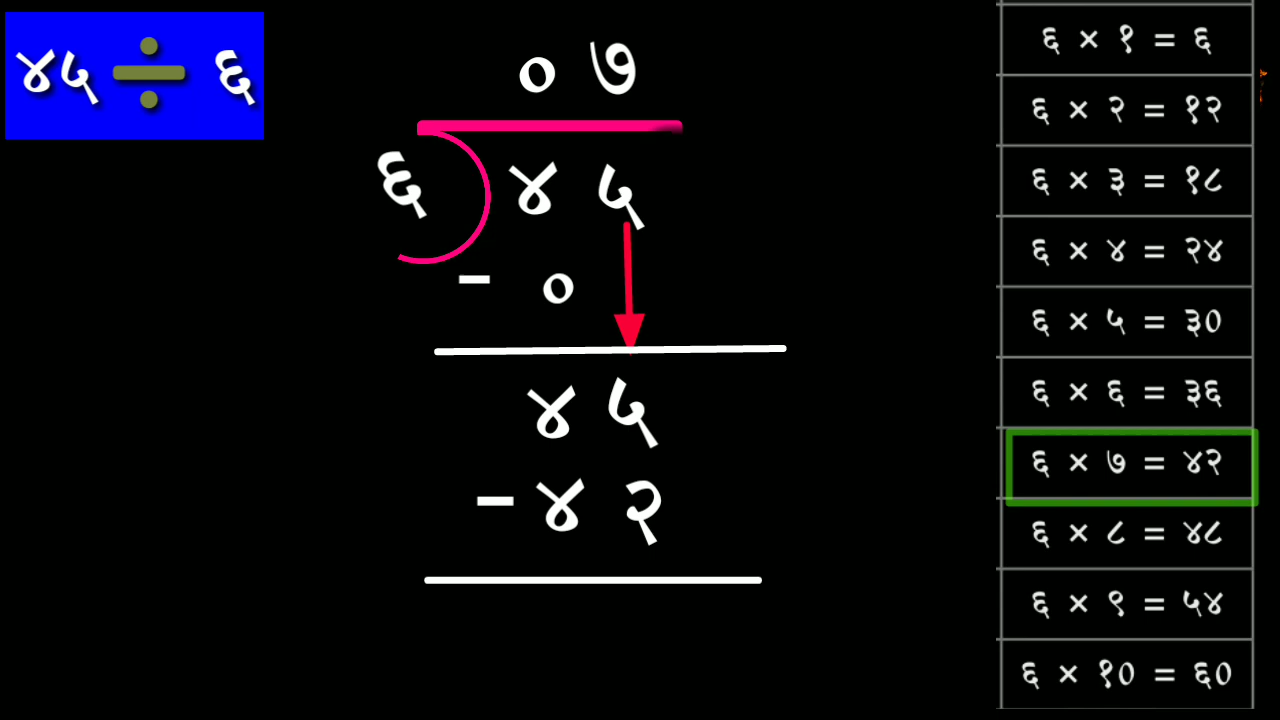 ४५ ÷ ६
० ७
६ ४ ५
- ० 
४ ५
- ४ २
६ × १ = ६
६ × २ = १२
६ × ३ = १८
६ × ४ = २४
६ × ५ = ३०
६ × ६ = ३६
६ × ७ = ४२
६ × ८ = ४८
६ × ९ = ५४
६ × १० = ६०